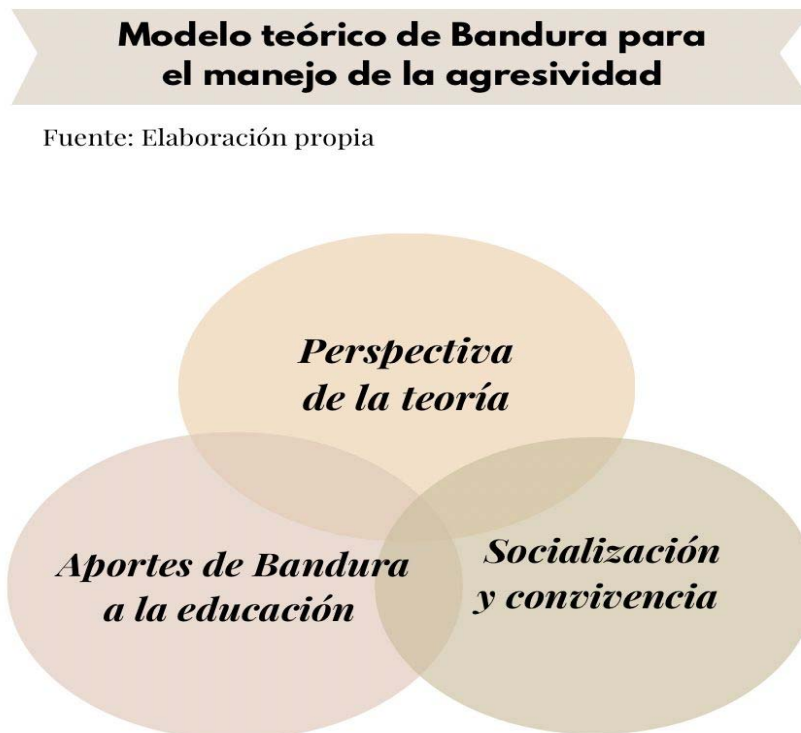 Modelo teórico de Bandura para
el manejo de la agresividad
Fuente: Elaboración propia
Perspectiva
de la teoría
Aportes de Bandura
a la educación
Socialización
y convivencia